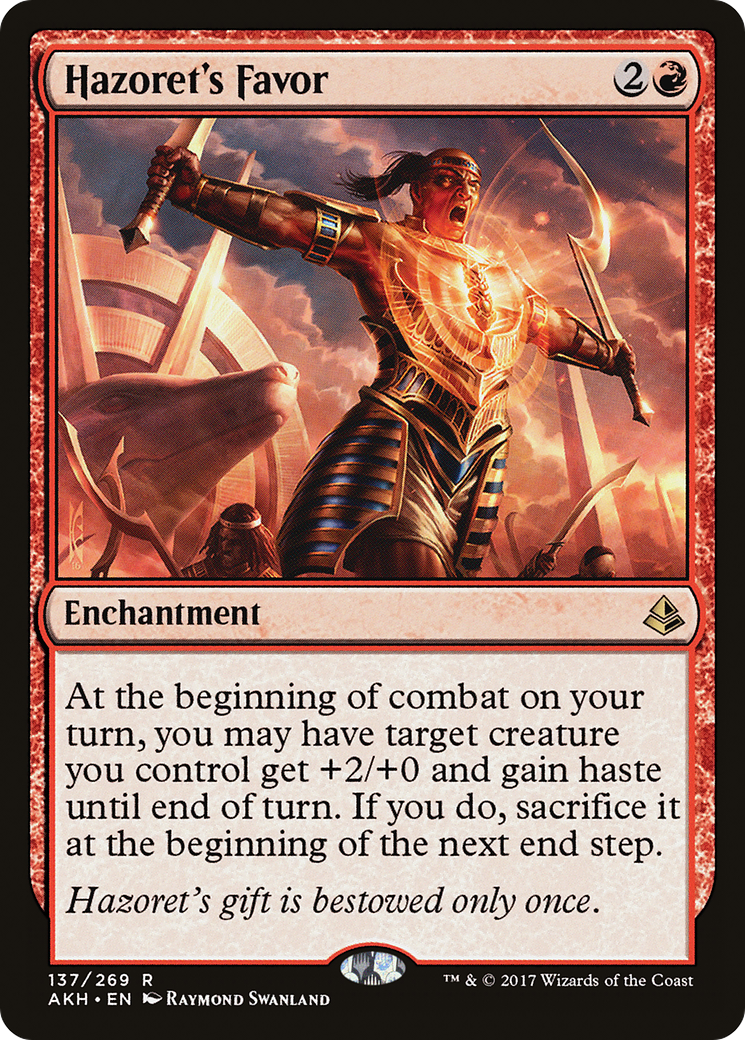 Hazoret's Favor 2
Enchantment
At the beginning of combat on your
turn, you may have target creature
you control get +2/+0 and gain haste
until end of turn. If you do, sacrifice it
at the beginning of the next end step.
Hazoret's gift is bestowed only once.
137/269 R
™ & © 2017 Wizards of the Coast
AKH • EN Raymond Swanland